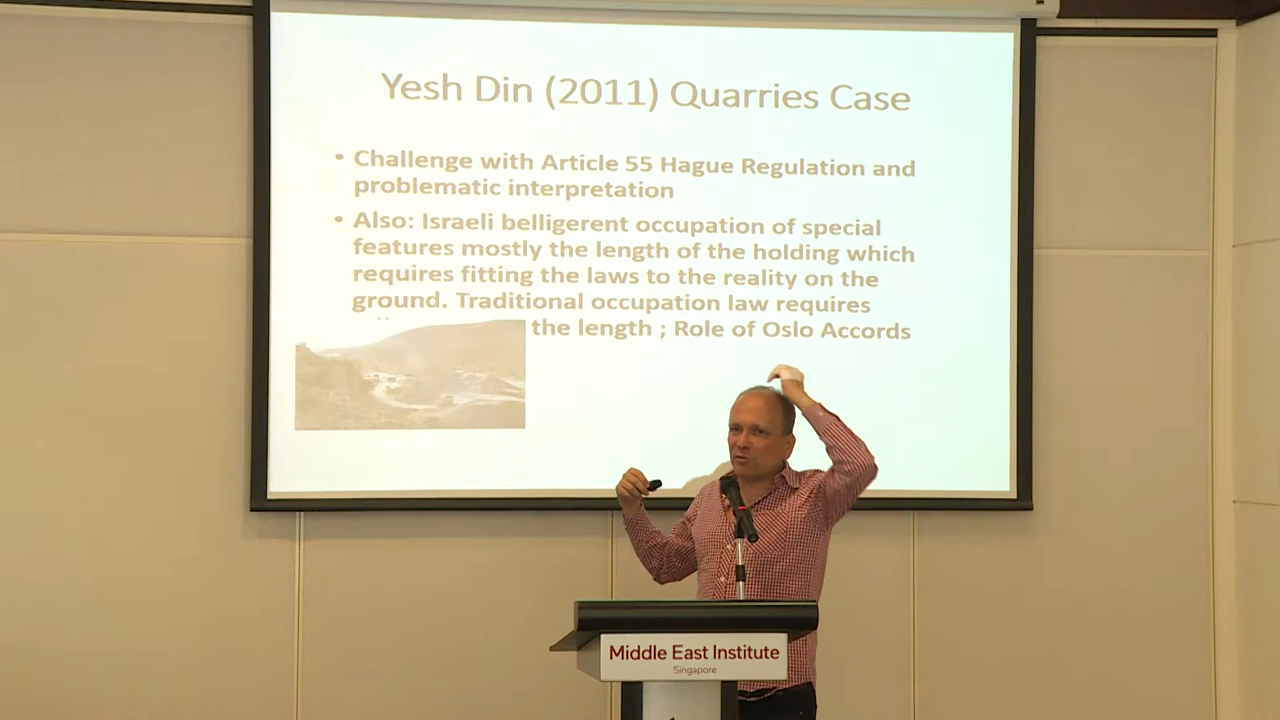 Yesh Din (2011) Quarries Case
• Challenge with Article 55 Hague Regulation and
problematic interpretation
• Also: Israeli belligerent occupation of special
features mostly the length of the holding which
requires fitting the laws to the reality on the
ground. Traditional occupation law requires
the length ; Role of Oslo Accords
Middle East Institute
Singapore